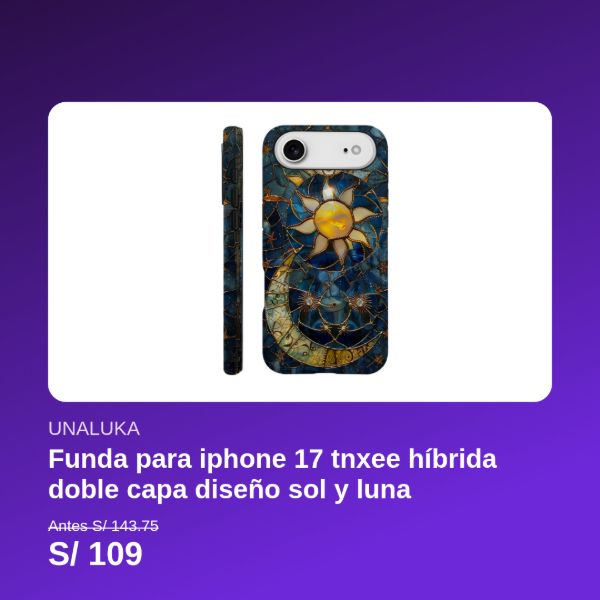 UNALUKA
Funda para iphone 17 tnxee híbrida
doble capa diseño sol y luna
Antes S/ 143.75
S/ 109